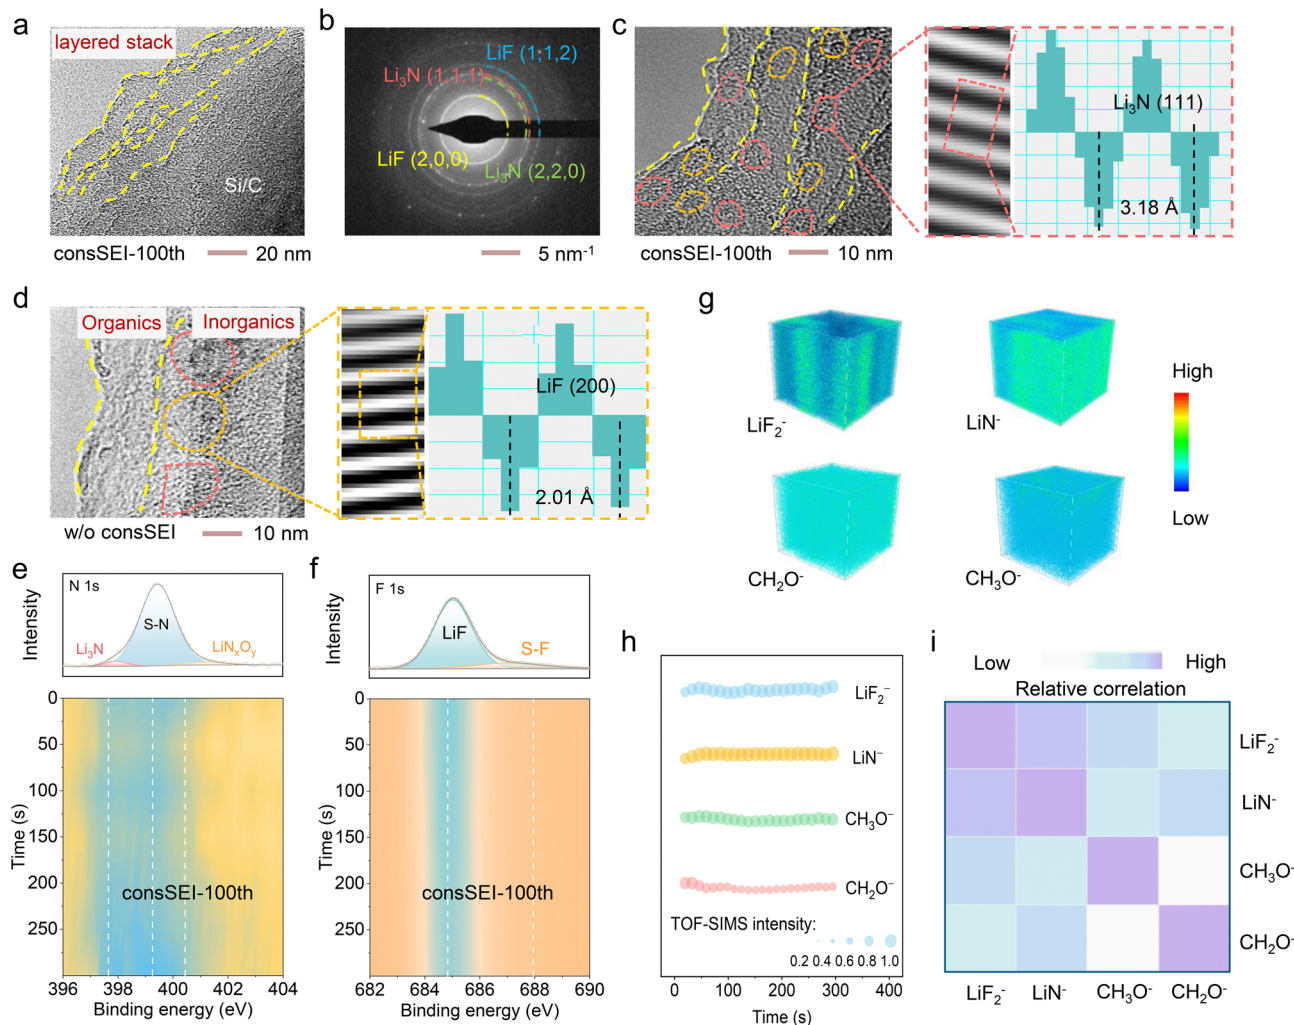 a
layered stack
Si/C
consSEI-100th
20 nm
b
LiF (1,1,2)
Li₃N (1,1,1)
LiF (2,0,0)
Li₃N (2,2,0)
5 nm⁻¹
c
consSEI-100th
10 nm
Li₃N (111)
3.18 Å
d
Organics
Inorganics
w/o consSEI
10 nm
LiF (200)
2.01 Å
g
LiF₂⁻
LiN⁻
CH₂O⁻
CH₃O⁻
High
Low
e
N 1s
S-N
Li₃N
LiNₓOᵧ
Intensity
0
50
100
150
200
250
Time (s)
consSEI-100th
396
398
400
402
404
Binding energy (eV)
f
F 1s
LiF
S-F
Intensity
0
50
100
150
200
250
Time (s)
consSEI-100th
682
684
686
688
690
Binding energy (eV)
h
LiF₂⁻
LiN⁻
CH₃O⁻
CH₂O⁻
TOF-SIMS intensity:
0.2 0.4 0.6 0.8 1.0
0
100
200
300
400
Time (s)
i
Low
High
Relative correlation
LiF₂⁻
LiN⁻
CH₃O⁻
CH₂O⁻
LiF₂⁻
LiN⁻
CH₃O⁻
CH₂O⁻